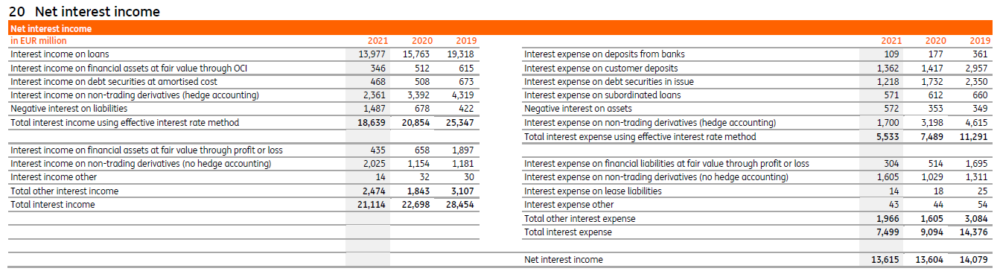 20 Net interest income
Net interest income
in EUR million 2021 2020 2019
Interest income on loans 13,977 15,763 19,318
Interest income on financial assets at fair value through OCI 346 512 615
Interest income on debt securities at amortised cost 468 508 673
Interest income on non-trading derivatives (hedge accounting) 2,361 3,392 4,319
Negative interest on liabilities 1,487 678 422
Total interest income using effective interest rate method 18,639 20,854 25,347
Interest income on financial assets at fair value through profit or loss 435 658 1,897
Interest income on non-trading derivatives (no hedge accounting) 2,025 1,154 1,181
Interest income other 14 32 30
Total other interest income 2,474 1,843 3,107
Total interest income 21,114 22,698 28,454
2021 2020 2019
Interest expense on deposits from banks 109 177 361
Interest expense on customer deposits 1,362 1,417 2,957
Interest expense on debt securities in issue 1,218 1,732 2,350
Interest expense on subordinated loans 571 612 660
Negative interest on assets 572 353 349
Interest expense on non-trading derivatives (hedge accounting) 1,700 3,198 4,615
Total interest expense using effective interest rate method 5,533 7,489 11,291
Interest expense on financial liabilities at fair value through profit or loss 304 514 1,695
Interest expense on non-trading derivatives (no hedge accounting) 1,605 1,029 1,311
Interest expense on lease liabilities 14 18 25
Interest expense other 43 44 54
Total other interest expense 1,966 1,605 3,084
Total interest expense 7,499 9,094 14,376
Net interest income 13,615 13,604 14,079